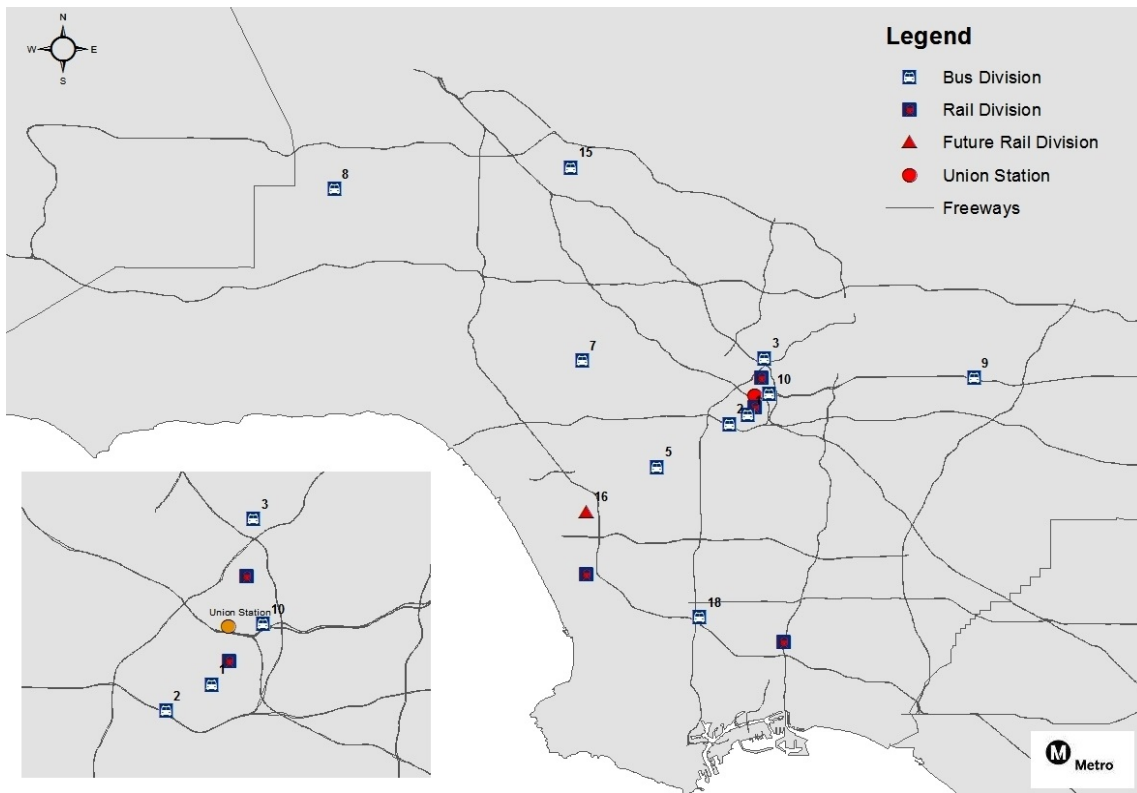 N
W E
S
Legend
Bus Division
Rail Division
Future Rail Division
Union Station
Freeways
15
8
3
7
9
10
2
1
5
16
18
3
Union Station
10
1
2
M
Metro